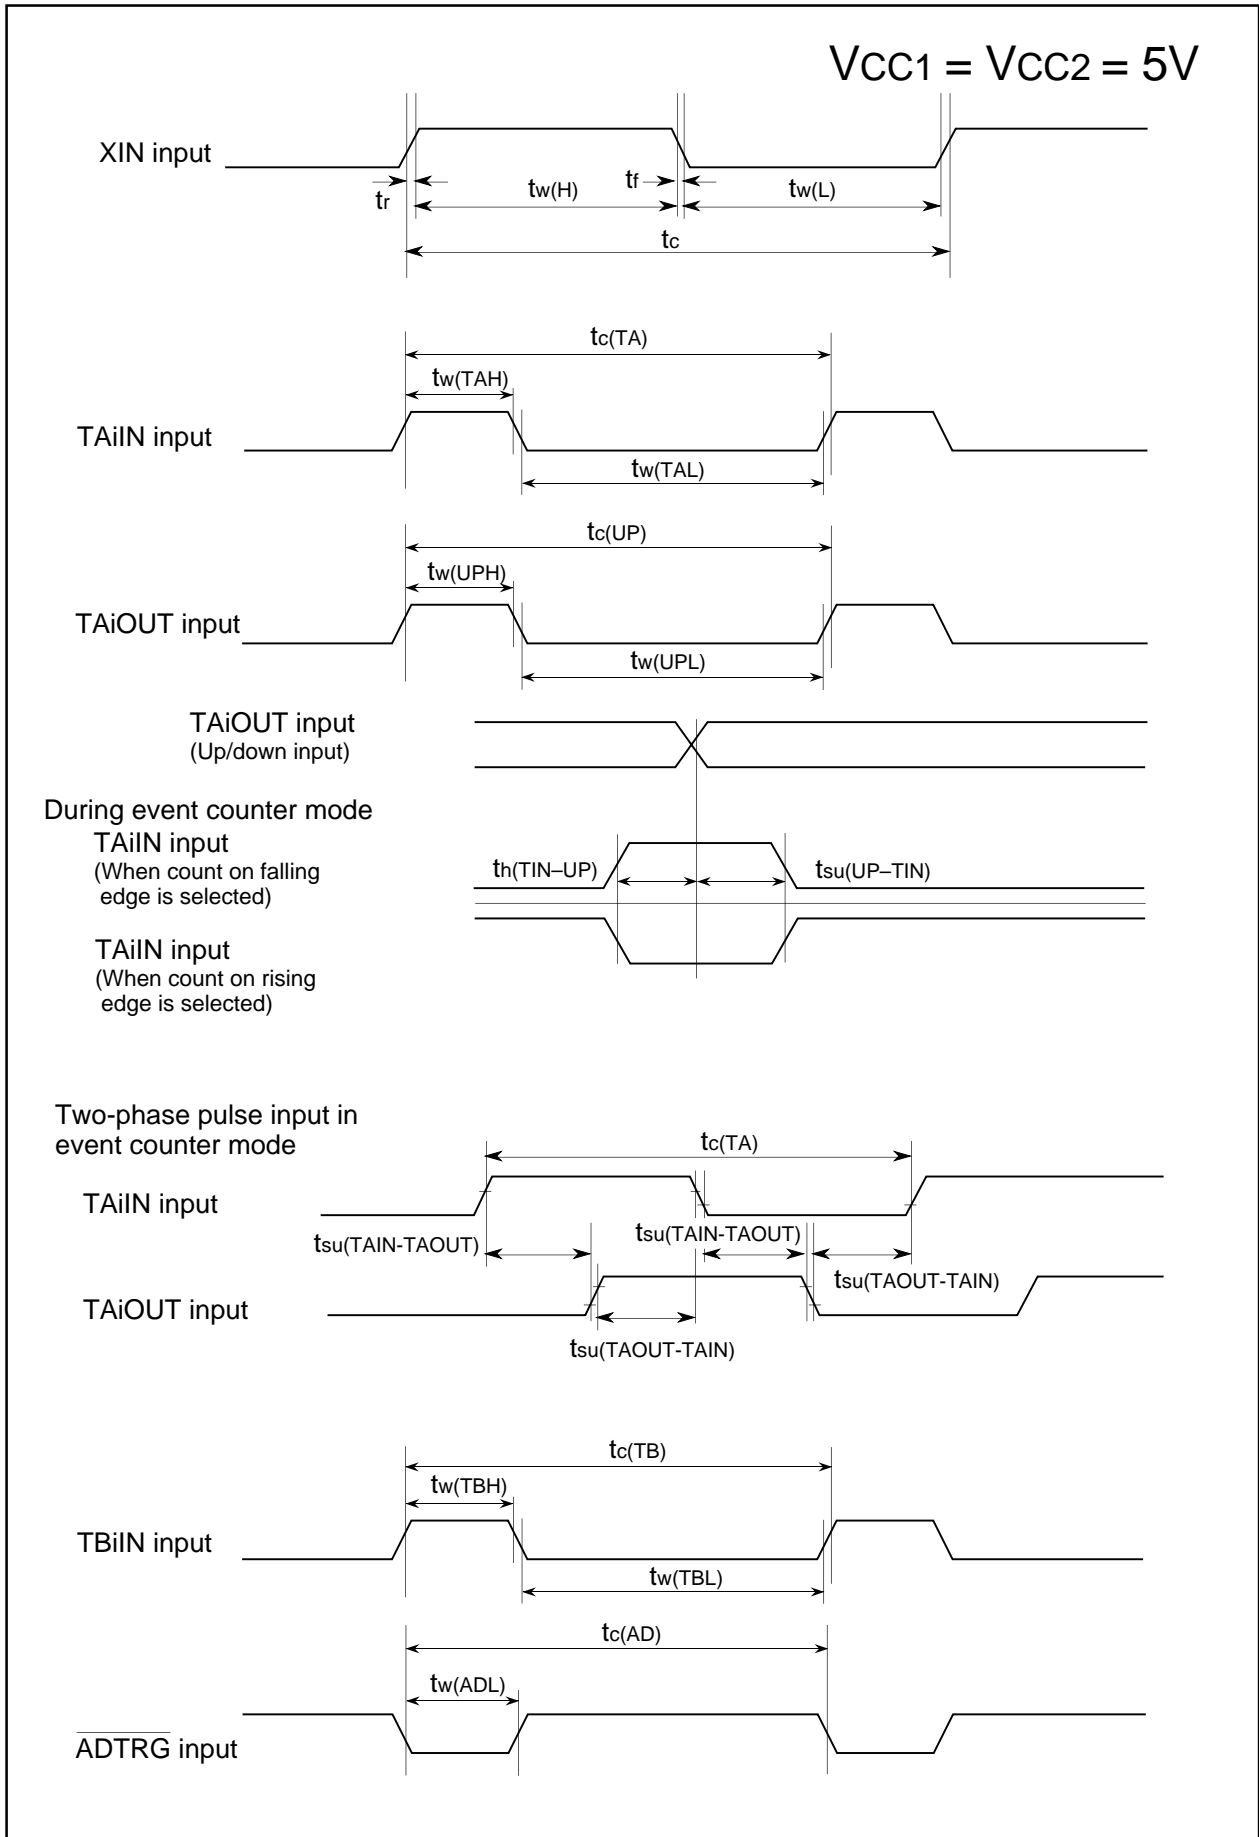 VCC1 = VCC2 = 5V
XIN input
tr
tw(H)
tf
tw(L)
tc
tc(TA)
tw(TAH)
TAiIN input
tw(TAL)
tc(UP)
tw(UPH)
TAiOUT input
tw(UPL)
TAiOUT input
(Up/down input)
During event counter mode
TAiIN input
(When count on falling
edge is selected)
th(TIN–UP)
tsu(UP–TIN)
TAiIN input
(When count on rising
edge is selected)
Two-phase pulse input in
event counter mode
tc(TA)
TAiIN input
tsu(TAIN-TAOUT)
tsu(TAIN-TAOUT)
tsu(TAOUT-TAIN)
TAiOUT input
tsu(TAOUT-TAIN)
tc(TB)
tw(TBH)
TBiIN input
tw(TBL)
tc(AD)
tw(ADL)
ADTRG input